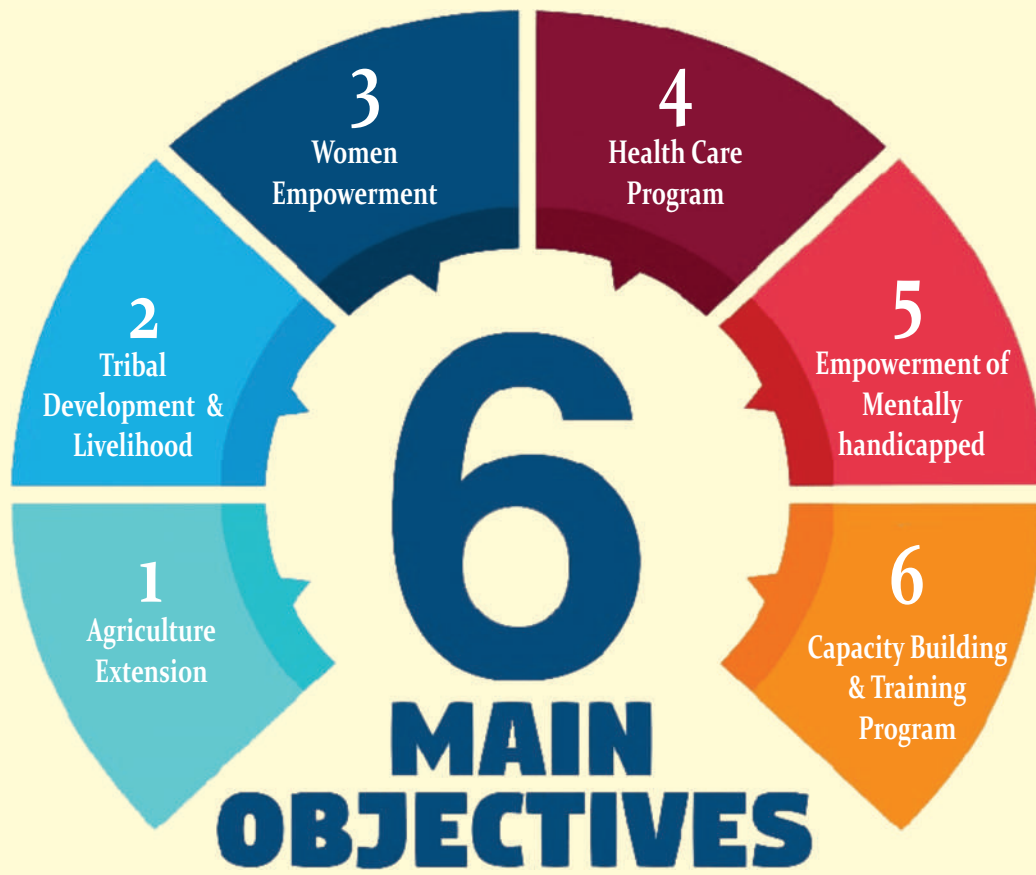 1
Agriculture
Extension
2
Tribal
Development &
Livelihood
3
Women
Empowerment
4
Health Care
Program
5
Empowerment of
Mentally
handicapped
6
Capacity Building
& Training
Program
6
MAIN
OBJECTIVES